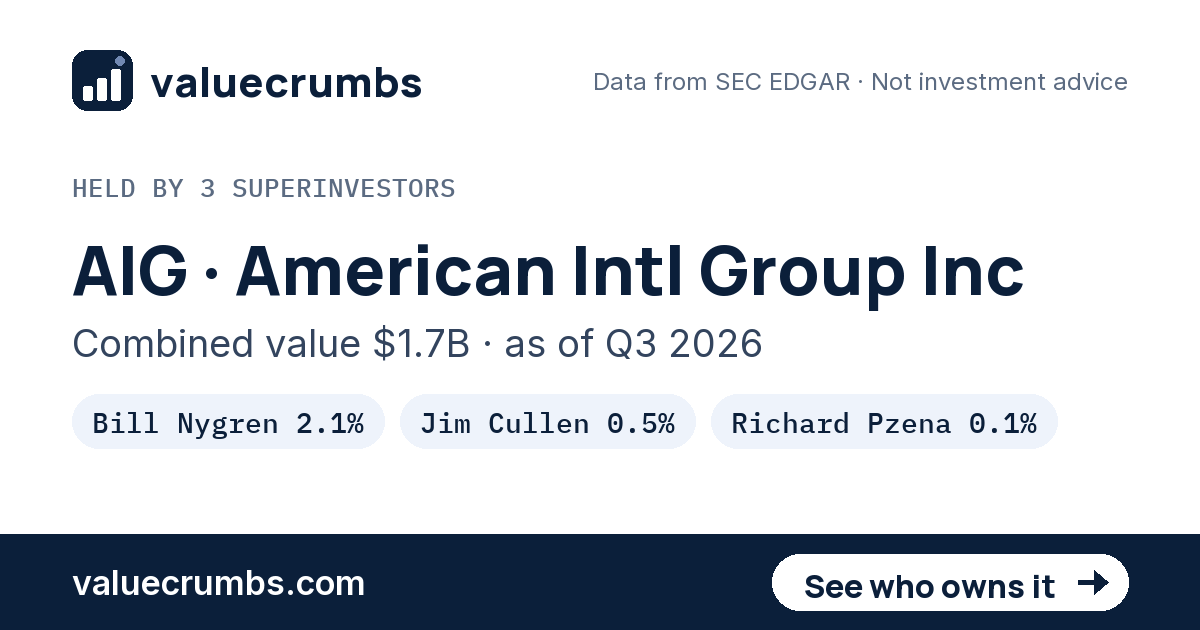 valuecrumbs
Data from SEC EDGAR · Not investment advice
HELD BY 3 SUPERINVESTORS
AIG · American Intl Group Inc
Combined value $1.7B · as of Q3 2026
Bill Nygren 2.1% Jim Cullen 0.5% Richard Pzena 0.1%
valuecrumbs.com
See who owns it →